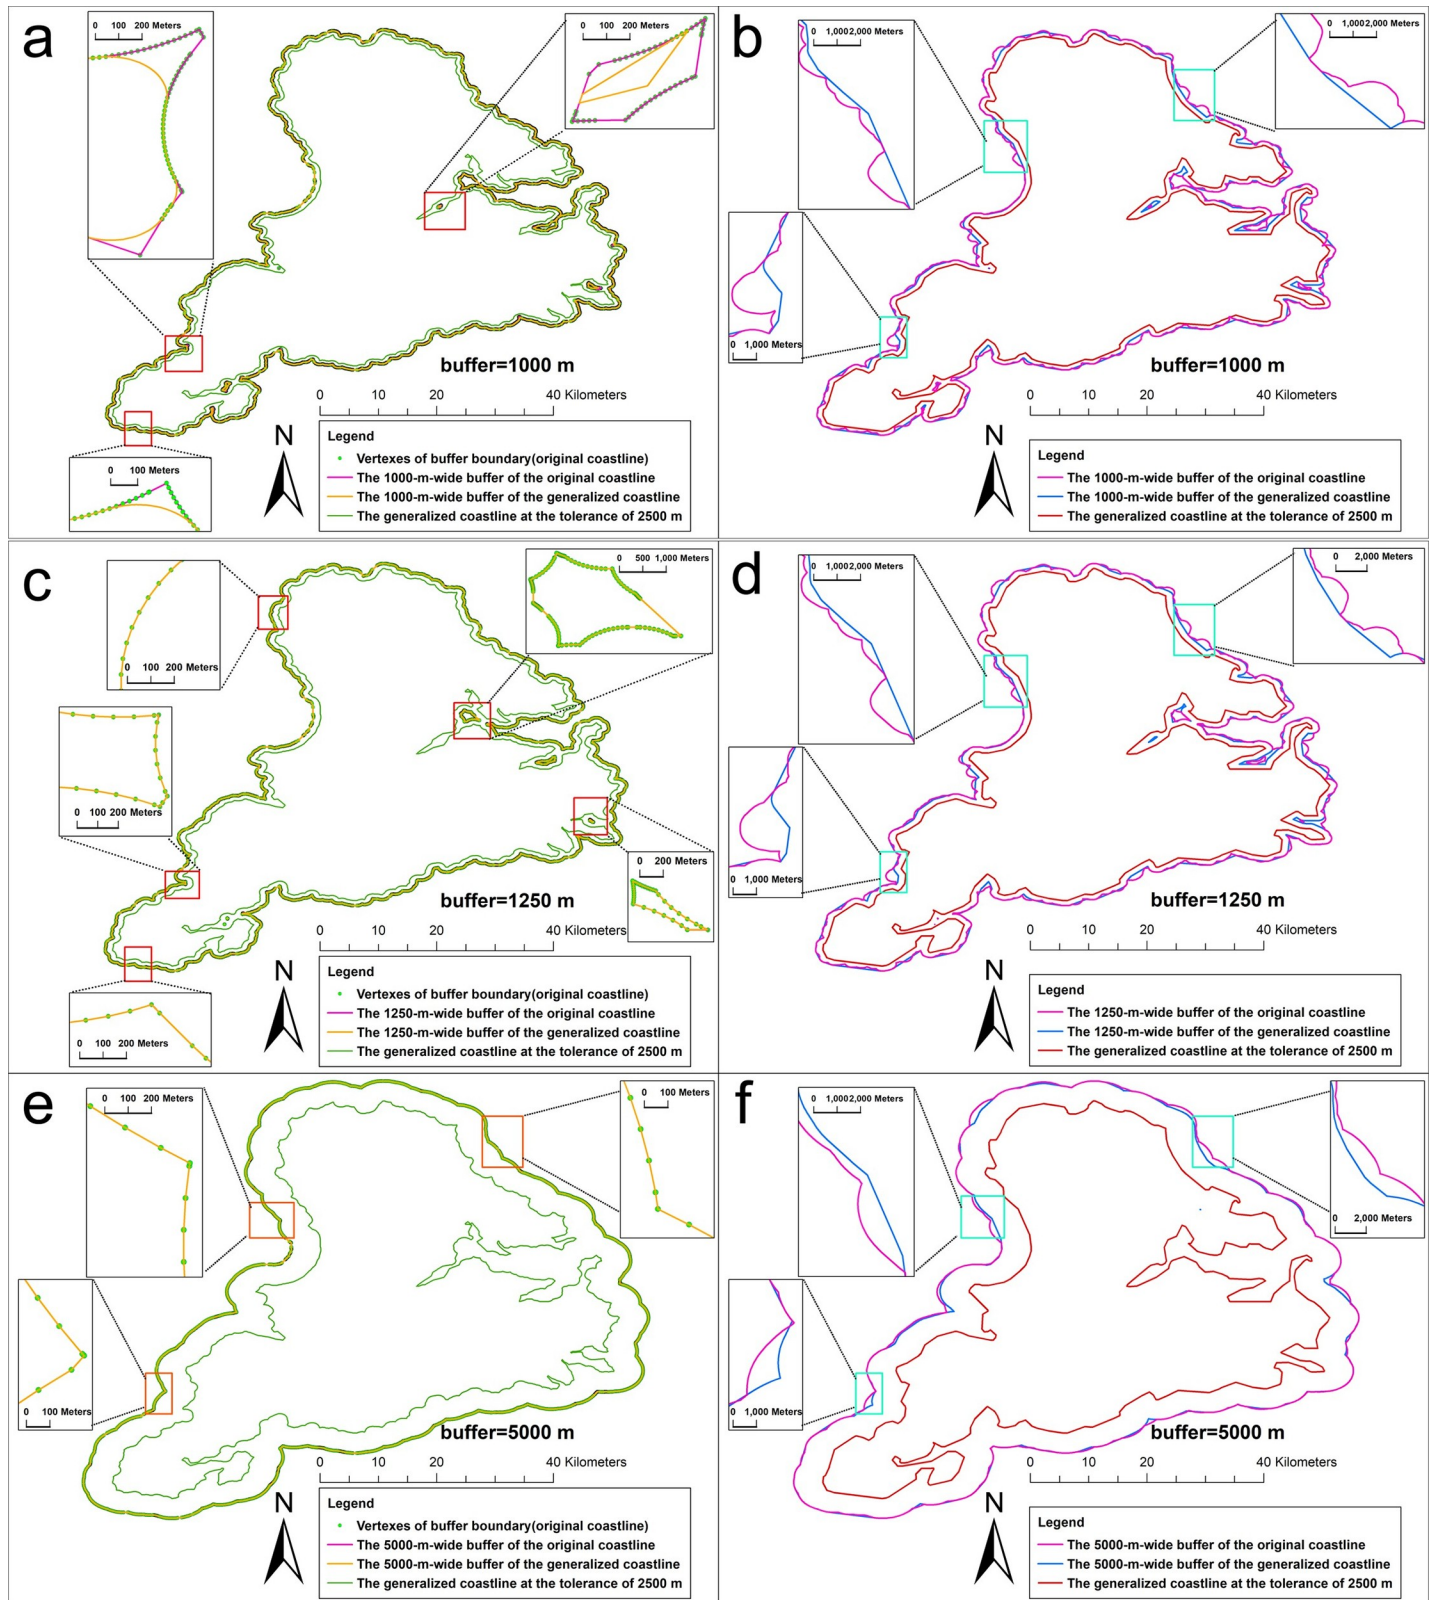 a
0 100 200 Meters
0 100 200 Meters
0 100 Meters
buffer=1000 m
0 20 40 Kilometers
N
Legend
Vertexes of buffer boundary(original coastline)
The 1000-m-wide buffer of the original coastline
The 1000-m-wide buffer of the generalized coastline
The generalized coastline at the tolerance of 2500 m
b
0 1,000 2,000 Meters
0 1,000 2,000 Meters
0 1,000 Meters
buffer=1000 m
0 10 20 30 40 Kilometers
N
Legend
The 1000-m-wide buffer of the original coastline
The 1000-m-wide buffer of the generalized coastline
The generalized coastline at the tolerance of 2500 m
c
0 100 200 Meters
0 500 1,000 Meters
0 100 200 Meters
0 200 Meters
0 100 200 Meters
buffer=1250 m
0 20 40 Kilometers
N
Legend
Vertexes of buffer boundary(original coastline)
The 1250-m-wide buffer of the original coastline
The 1250-m-wide buffer of the generalized coastline
The generalized coastline at the tolerance of 2500 m
d
0 1,000 2,000 Meters
0 2,000 Meters
0 1,000 Meters
buffer=1250 m
0 10 20 30 40 Kilometers
N
Legend
The 1250-m-wide buffer of the original coastline
The 1250-m-wide buffer of the generalized coastline
The generalized coastline at the tolerance of 2500 m
e
0 100 200 Meters
0 100 Meters
0 100 Meters
buffer=5000 m
0 20 40 Kilometers
N
Legend
Vertexes of buffer boundary(original coastline)
The 5000-m-wide buffer of the original coastline
The 5000-m-wide buffer of the generalized coastline
The generalized coastline at the tolerance of 2500 m
f
0 1,000 2,000 Meters
0 2,000 Meters
0 1,000 Meters
buffer=5000 m
0 10 20 30 40 Kilometers
N
Legend
The 5000-m-wide buffer of the original coastline
The 5000-m-wide buffer of the generalized coastline
The generalized coastline at the tolerance of 2500 m